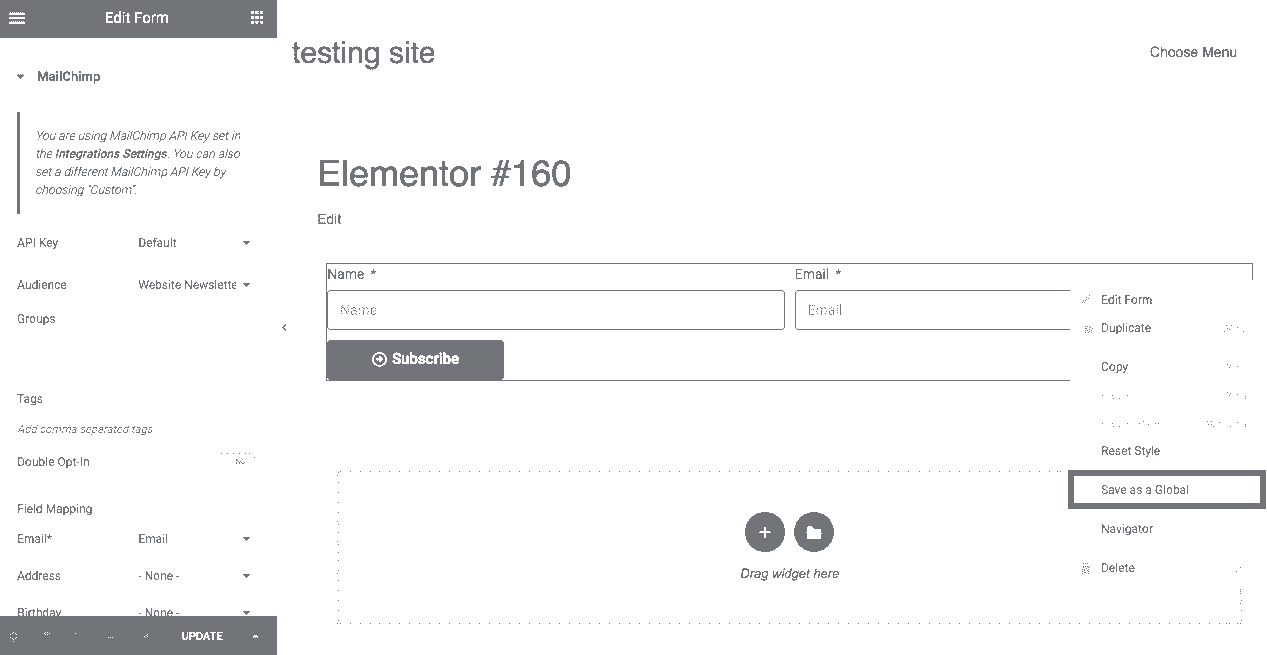 Edit Form
MailChimp
You are using MailChimp API Key set in
the Integrations Settings. You can also
set a different MailChimp API Key by
choosing "Custom".
API Key Default
Audience Website Newslette
Groups
Tags
Add comma separated tags
Double Opt-In
Field Mapping
Email* Email
Address - None -
Birthday - None -
UPDATE
testing site
Choose Menu
Elementor #160
Edit
Name *
Email *
Name
Email
Subscribe
Drag widget here
Edit Form
Duplicate
Copy
Reset Style
Save as a Global
Navigator
Delete